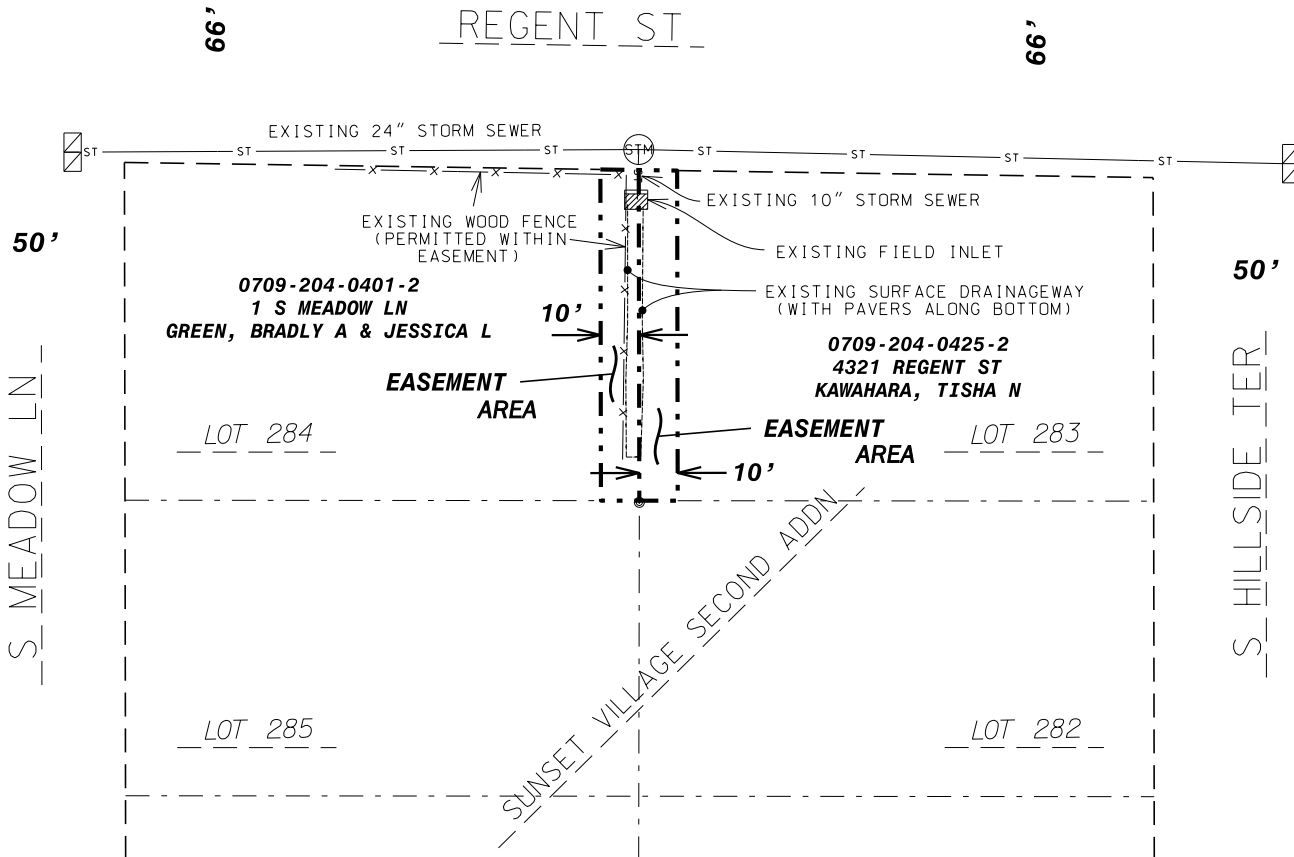 66'
REGENT ST
66'
EXISTING 24" STORM SEWER
ST
ST
ST
ST
STM
ST
ST
ST
ST
S
EXISTING 10" STORM SEWER
EXISTING WOOD FENCE
(PERMITTED WITHIN
EASEMENT)
EXISTING FIELD INLET
50'
50'
0709-204-0401-2
1 S MEADOW LN
GREEN, BRADLY A & JESSICA L
EXISTING SURFACE DRAINAGEWAY
(WITH PAVERS ALONG BOTTOM)
10'
0709-204-0425-2
4321 REGENT ST
KAWAHARA, TISHA N
EASEMENT
AREA
EASEMENT
AREA
LOT 284
LOT 283
10'
S MEADOW LN
S HILLSIDE TER
SUNSET VILLAGE SECOND ADDN
LOT 285
LOT 282